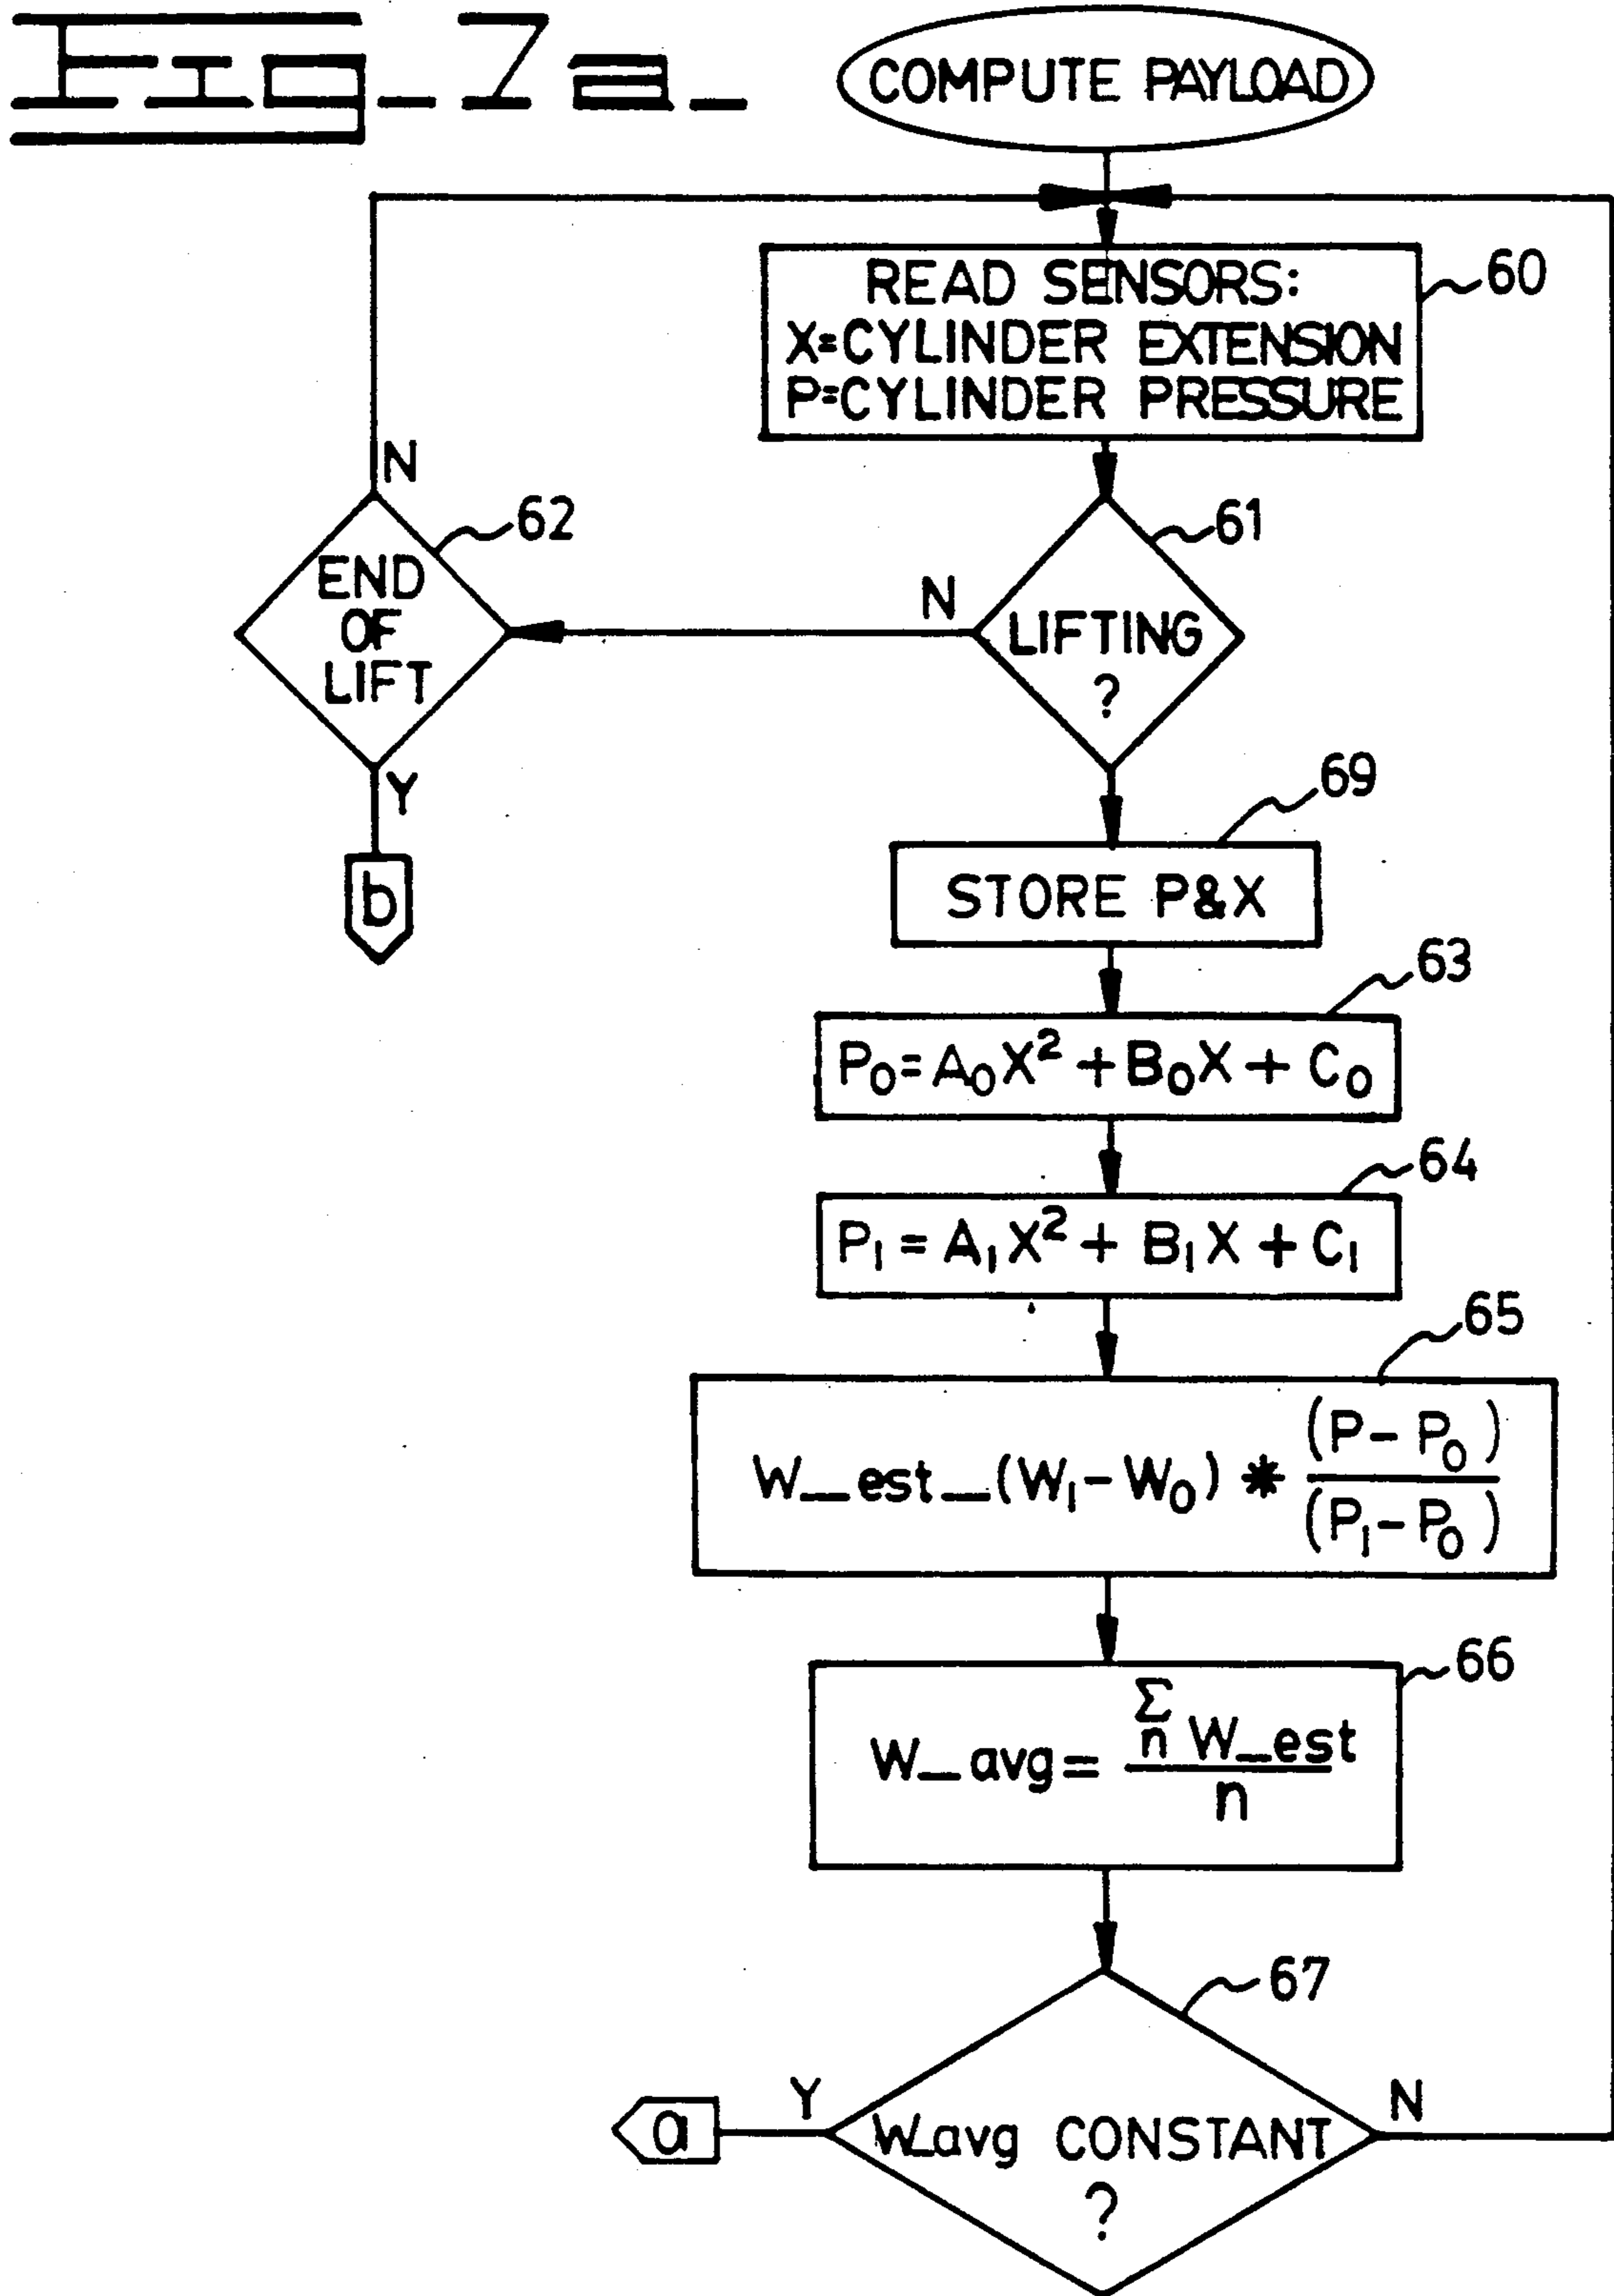 Fig_7a_
COMPUTE PAYLOAD
READ SENSORS:
X=CYLINDER EXTENSION
P=CYLINDER PRESSURE
60
N
62
END
OF
LIFT
Y
b
61
N
LIFTING
?
69
STORE P&X
63
P₀=A₀X²+B₀X+C₀
64
P₁=A₁X²+B₁X+C₁
65
W_est_(W₁-W₀)*(P-P₀)
(P₁-P₀)
66
Σ
W_avg= n W_est
n
67
Y
a
W_avg CONSTANT
?
N